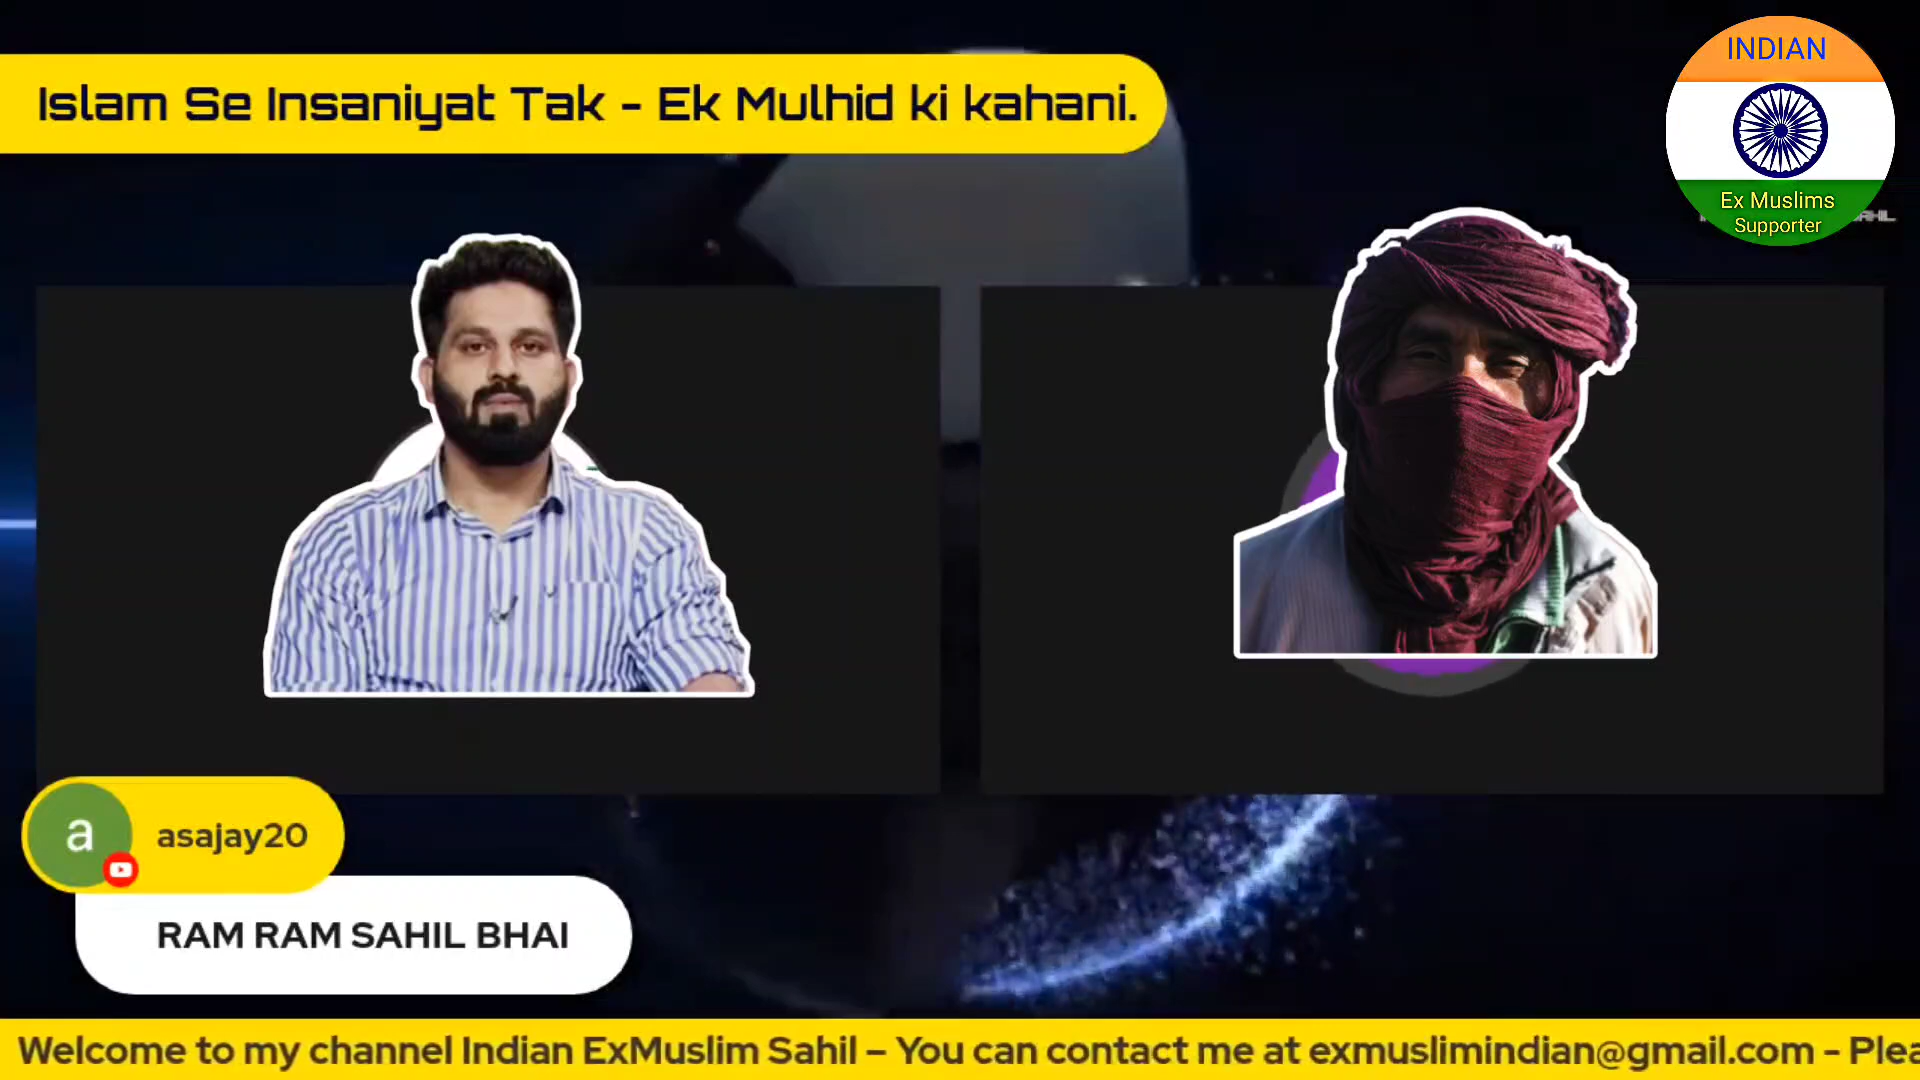 Islam Se Insaniyat Tak - Ek Mulhid ki kahani.
INDIAN
Ex Muslims
Supporter
a
asajay20
RAM RAM SAHIL BHAI
Welcome to my channel Indian ExMuslim Sahil – You can contact me at exmuslimindian@gmail.com - Plea